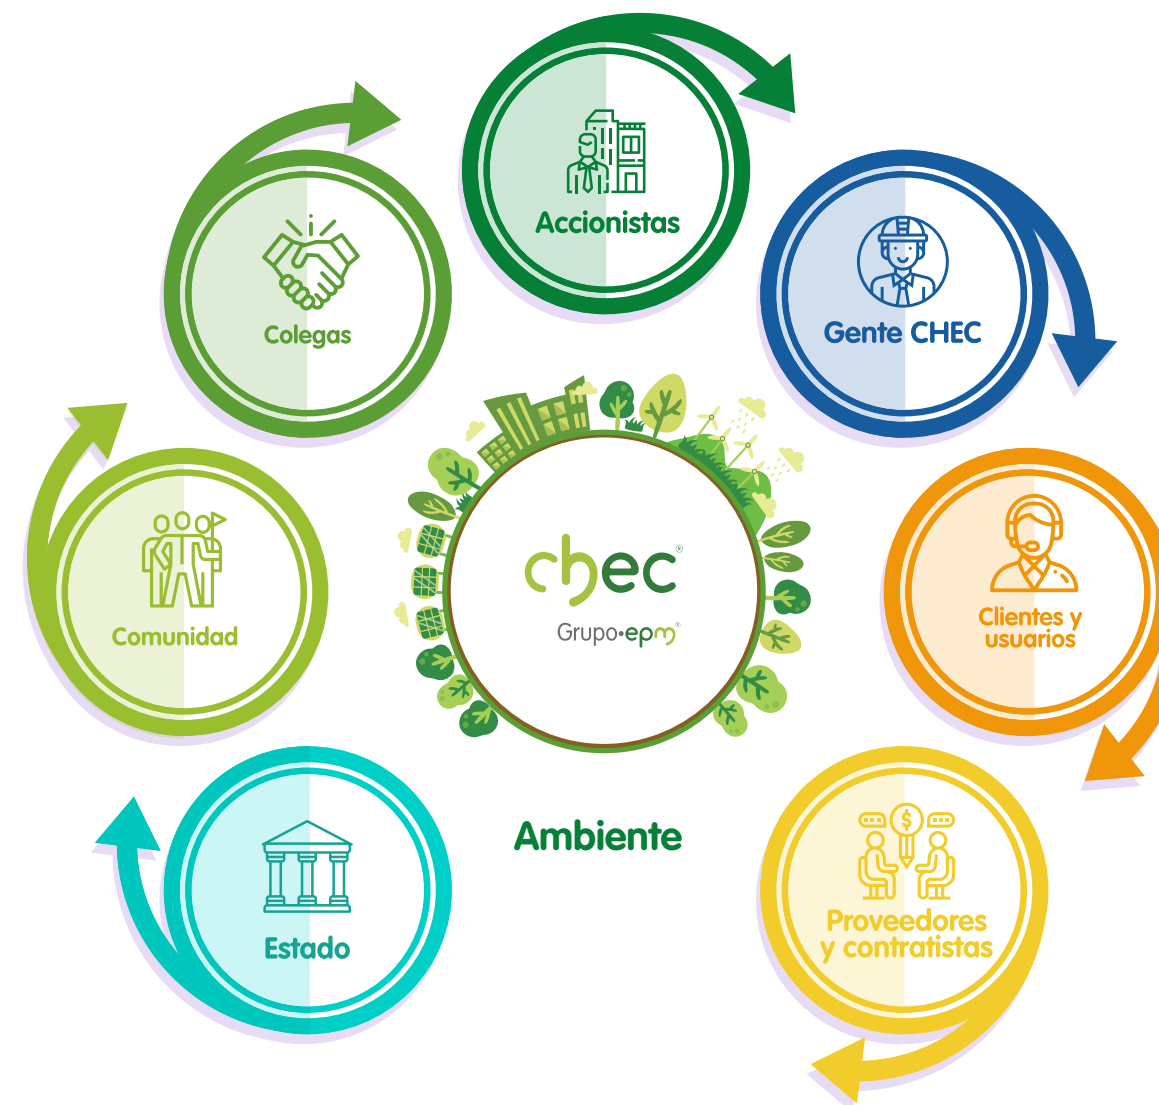 Accionistas
Colegas
Gente CHEC
Comunidad
chec®
Grupo•epm®
Clientes y
usuarios
Ambiente
Estado
$
Proveedores
y contratistas